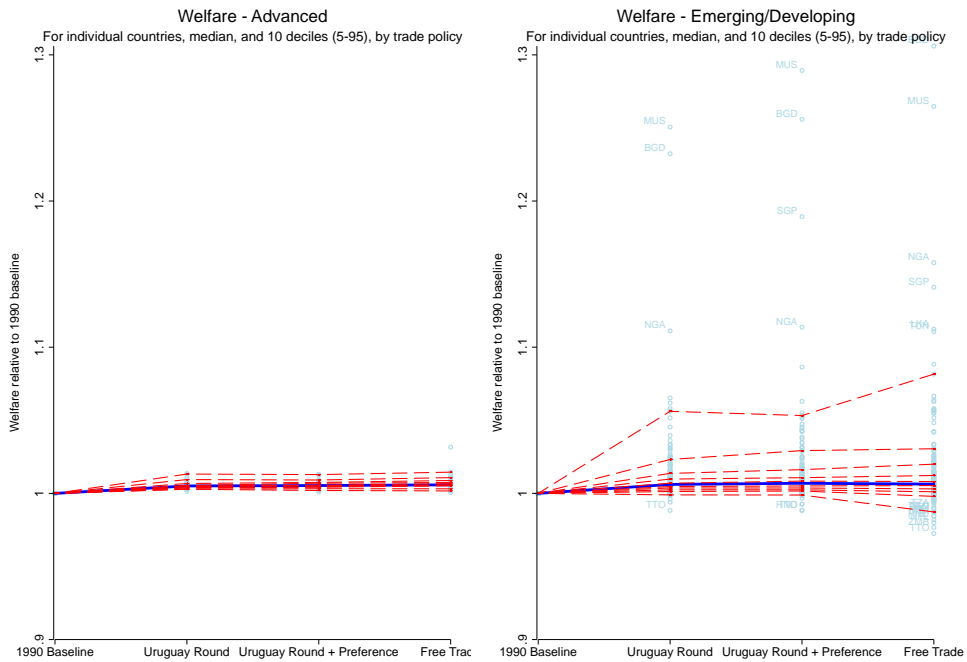 Welfare - Advanced
For individual countries, median, and 10 deciles (5-95), by trade policy
Welfare relative to 1990 baseline
1.3
1.2
1.1
1
.9
1990 Baseline Uruguay Round Uruguay Round + Preference Free Trad
Welfare - Emerging/Developing
For individual countries, median, and 10 deciles (5-95), by trade policy
Welfare relative to 1990 baseline
1.3
1.2
1.1
1
.9
MUS
BGD
NGA
TTO
MUS
BGD
SGP
NGA
MUS
NGA
SGP
ZMB
TTO
1990 Baseline Uruguay Round Uruguay Round + Preference Free Trade